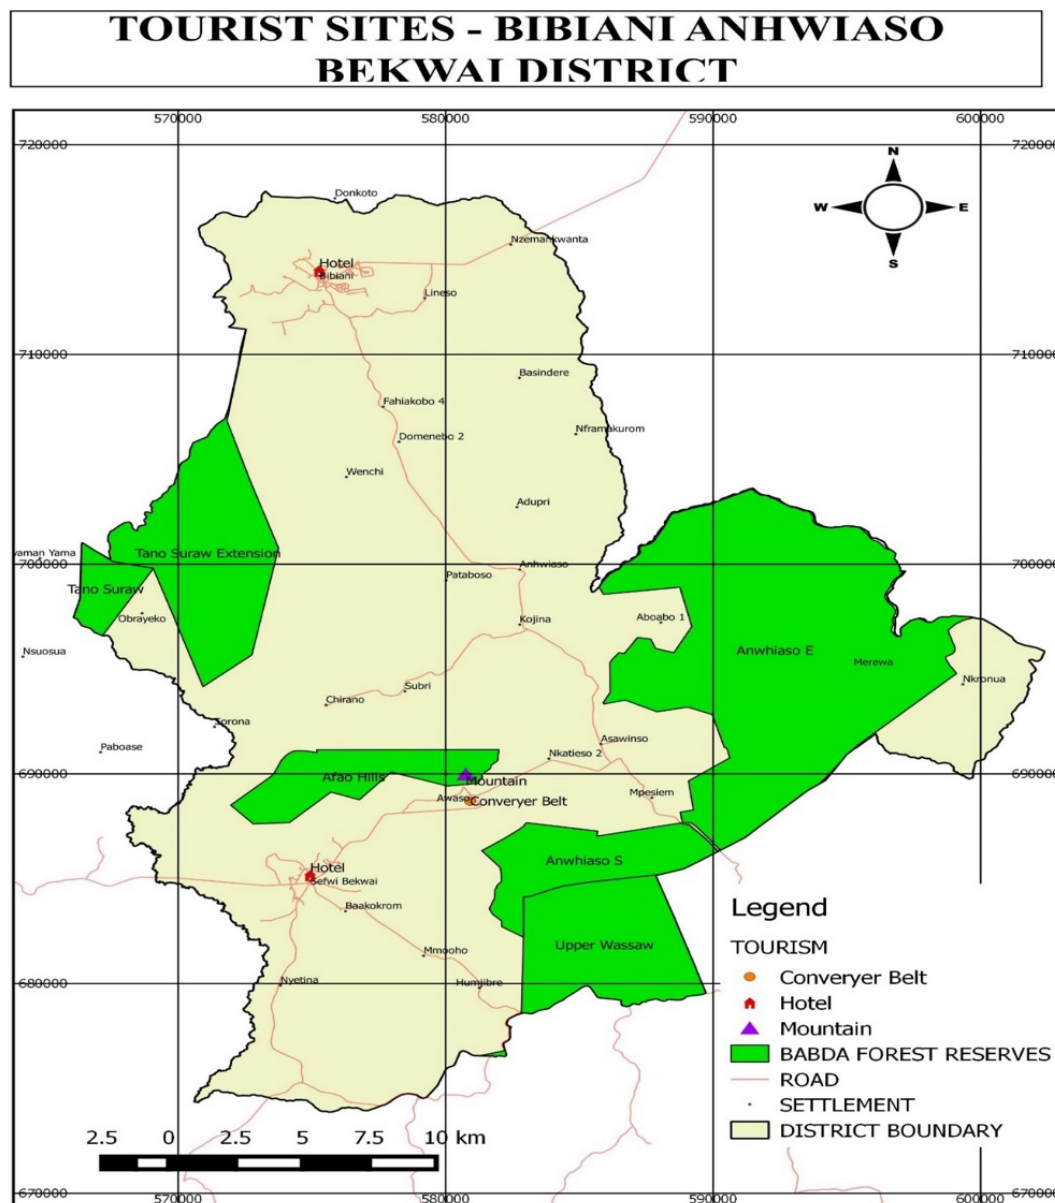 TOURIST SITES - BIBIANI ANHWIASO
BEKWAI DISTRICT
570000
580000
590000
600000
720000
720000
N
W
E
S
Donkoto
Nzemankwanta
Hotel
Bibiani
Lineso
710000
710000
Basindere
Fahiakobo 4
Nframakurom
Domenebo 2
Wenchi
Adupri
yaman Yama
Tano Suraw Extension
700000
700000
Anhwiaso
Pataboso
Tano Suraw
Obrayeko
Kojina
Aboabo 1
Nsuosua
Anwhiaso E
Merewa
Nkronua
Subri
Chirano
Torona
Paboase
Asawinso
Nkatieso 2
690000
690000
Afao Hills
Mountain
Awaso
Converyer Belt
Mpesiem
Anwhiaso S
Hotel
Sefwi Bekwai
Baakokrom
Upper Wassaw
Mmooho
Nyetina
Humjibre
680000
Legend
TOURISM
Converyer Belt
Hotel
Mountain
BABDA FOREST RESERVES
ROAD
SETTLEMENT
DISTRICT BOUNDARY
2.5 0 2.5 5 7.5 10 km
670000
670000
570000
580000
590000
600000